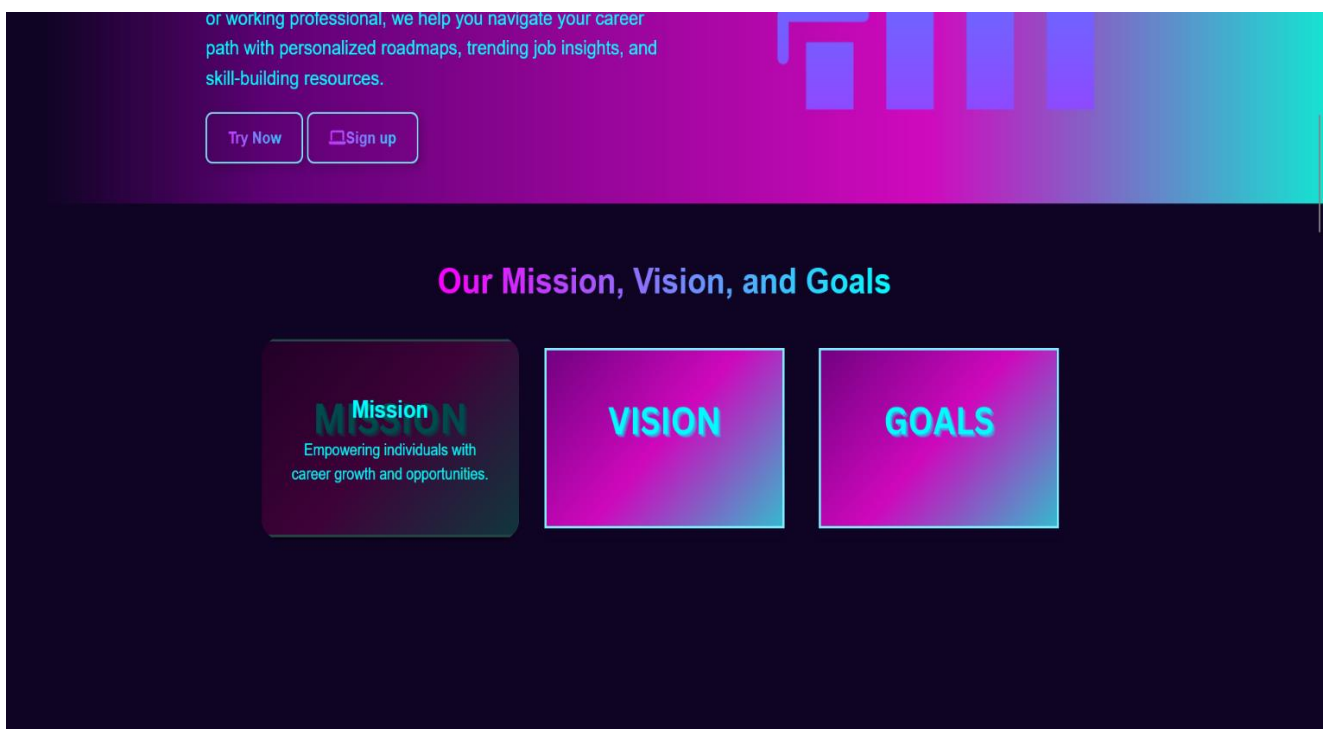 or working professional, we help you navigate your career
path with personalized roadmaps, trending job insights, and
skill-building resources.
Try Now
Sign up
Our Mission, Vision, and Goals
MISSION
Mission
Empowering individuals with
career growth and opportunities.
VISION
GOALS